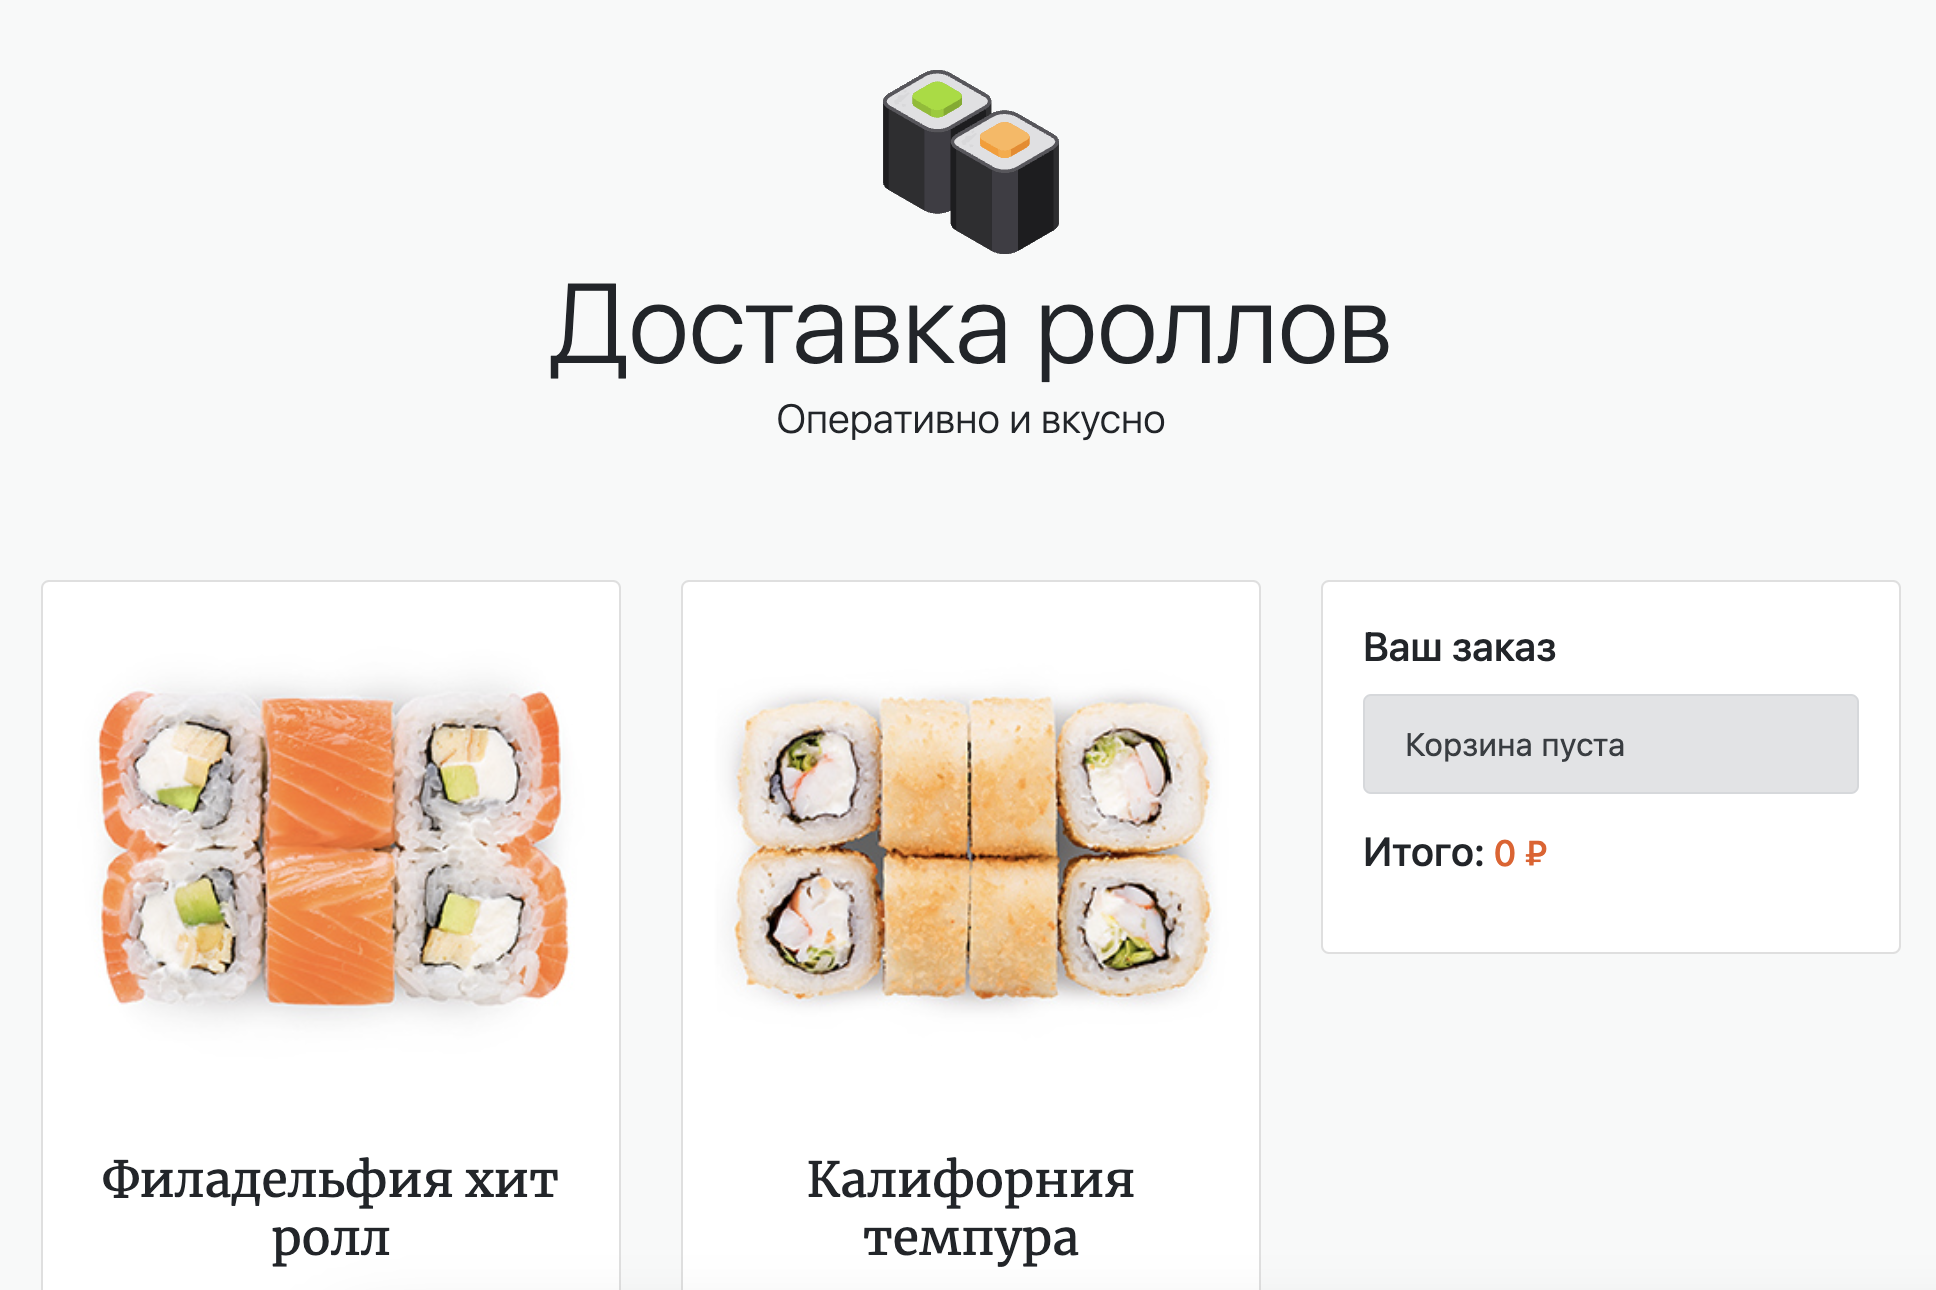 Доставка роллов
Оперативно и вкусно
Филадельфия хит
ролл
Калифорния
темпура
Ваш заказ
Корзина пуста
Итого: 0 ₽